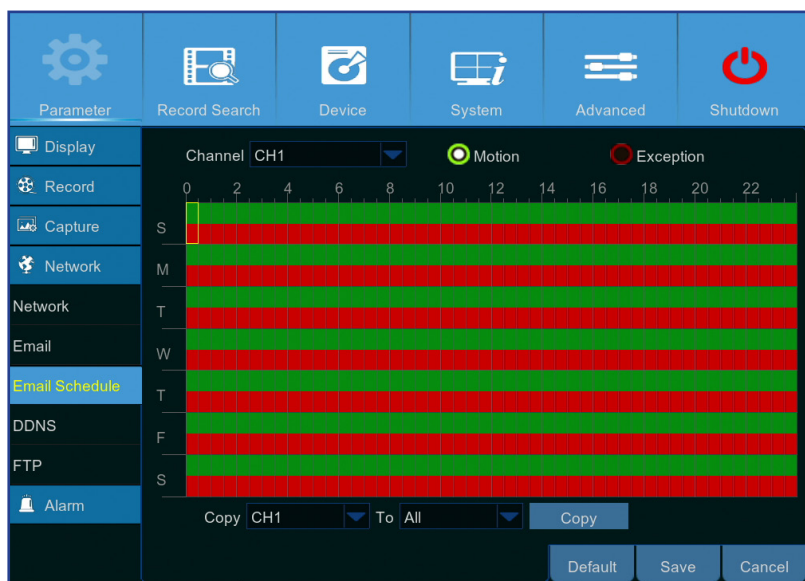 Parameter Record Search Device System Advanced Shutdown
Display
Record
Capture
Network
Network
Email
Email Schedule
DDNS
FTP
Alarm
Channel CH1 Motion Exception
0 2 4 6 8 10 12 14 16 18 20 22
S
M
T
W
T
F
S
Copy CH1 To All Copy
Default Save Cancel